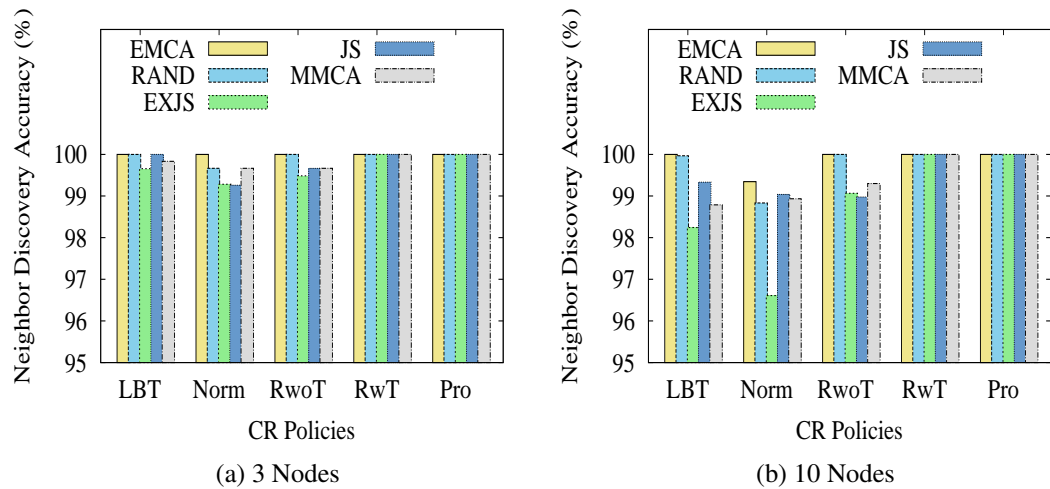 Neighbor Discovery Accuracy (%)
EMCA
RAND
EXJS
JS
MMCA
100
99
98
97
96
95
LBT Norm RwoT RwT Pro
CR Policies
(a) 3 Nodes
Neighbor Discovery Accuracy (%)
EMCA
RAND
EXJS
JS
MMCA
100
99
98
97
96
95
LBT Norm RwoT RwT Pro
CR Policies
(b) 10 Nodes